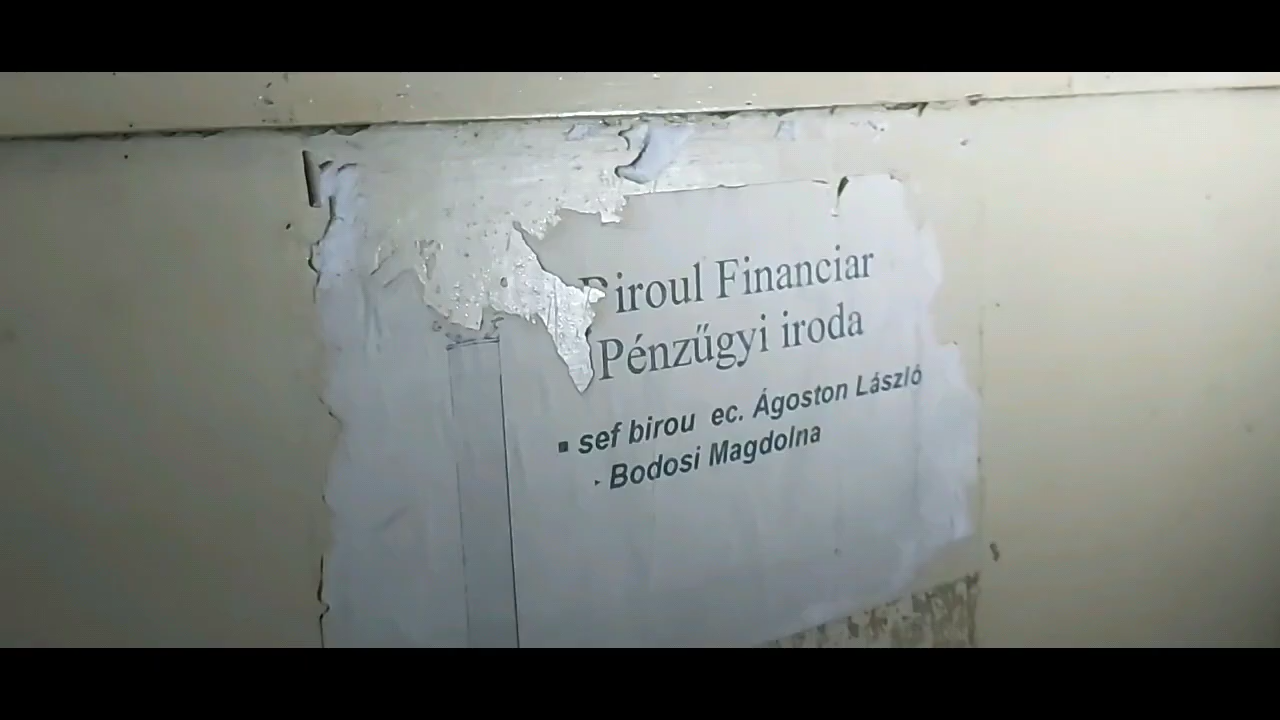 Biroul Financiar
Pénzűgyi iroda
▪ sef birou ec. Ágoston László
‣ Bodosi Magdolna